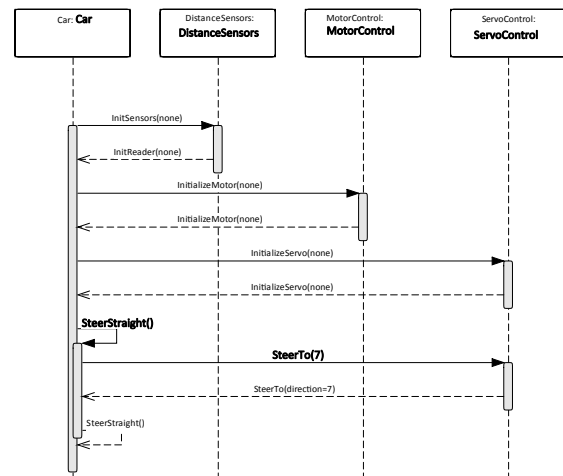 Car: Car
DistanceSensors:
DistanceSensors
MotorControl:
MotorControl
ServoControl:
ServoControl
InitSensors(none)
InitReader(none)
InitializeMotor(none)
InitializeMotor(none)
InitializeServo(none)
InitializeServo(none)
SteerStraight()
SteerTo(7)
SteerTo(direction=7)
SteerStraight()